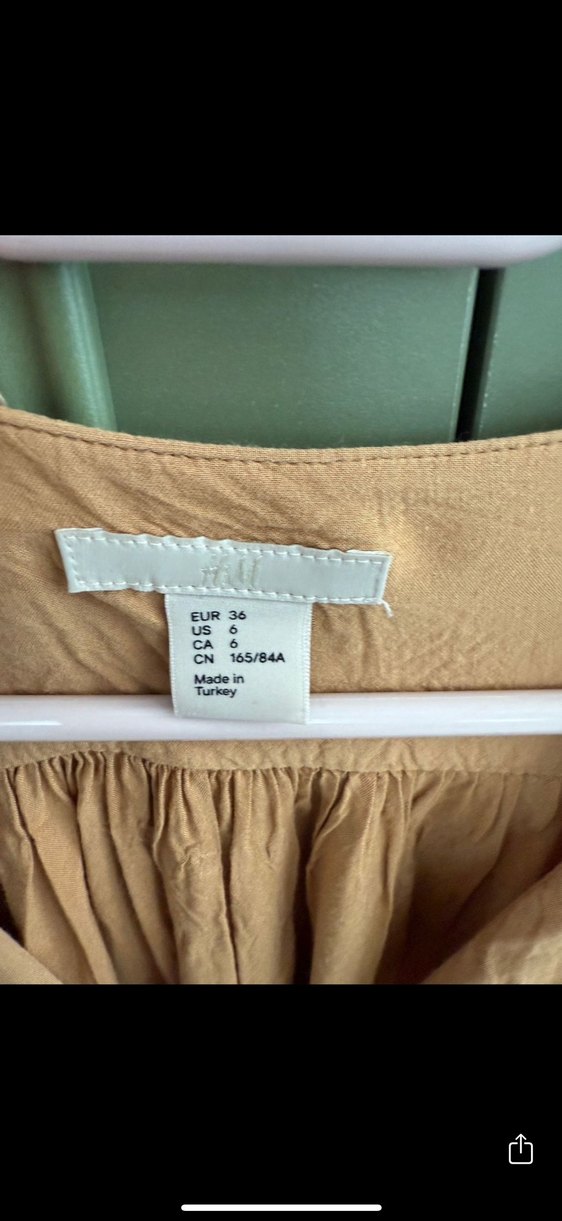 H&M
EUR 36
US 6
CA 6
CN 165/84A
Made in
Turkey